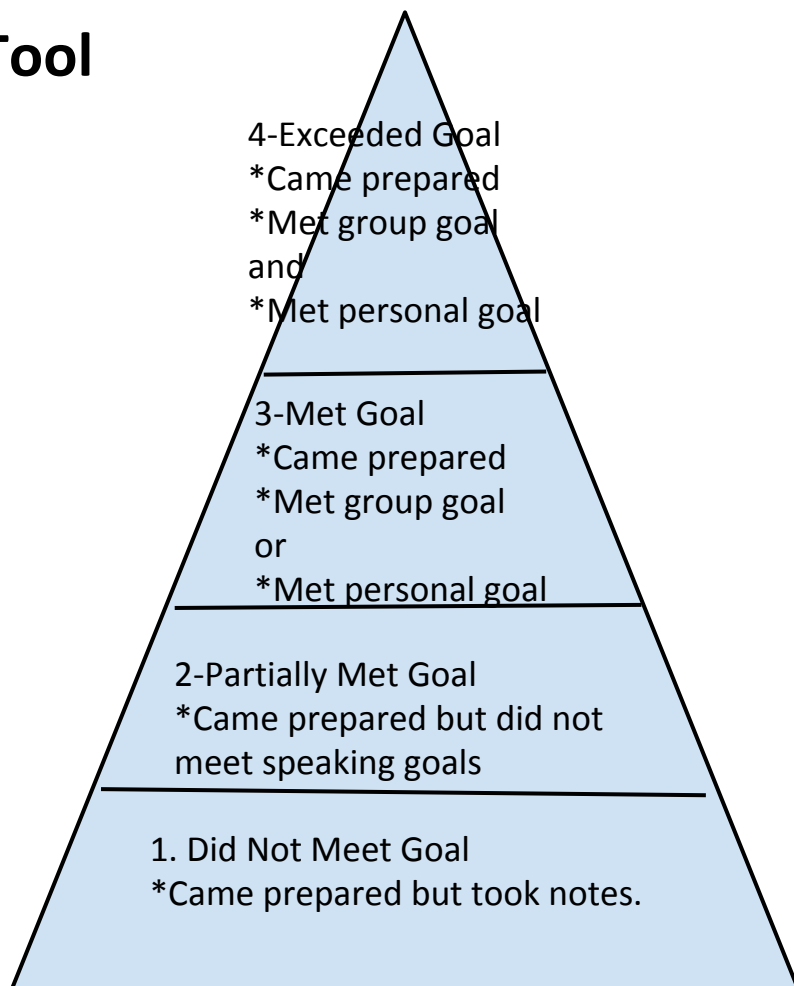 Tool
4-Exceeded Goal
*Came prepared
*Met group goal
and
*Met personal goal
3-Met Goal
*Came prepared
*Met group goal
or
*Met personal goal
2-Partially Met Goal
*Came prepared but did not
meet speaking goals
1. Did Not Meet Goal
*Came prepared but took notes.